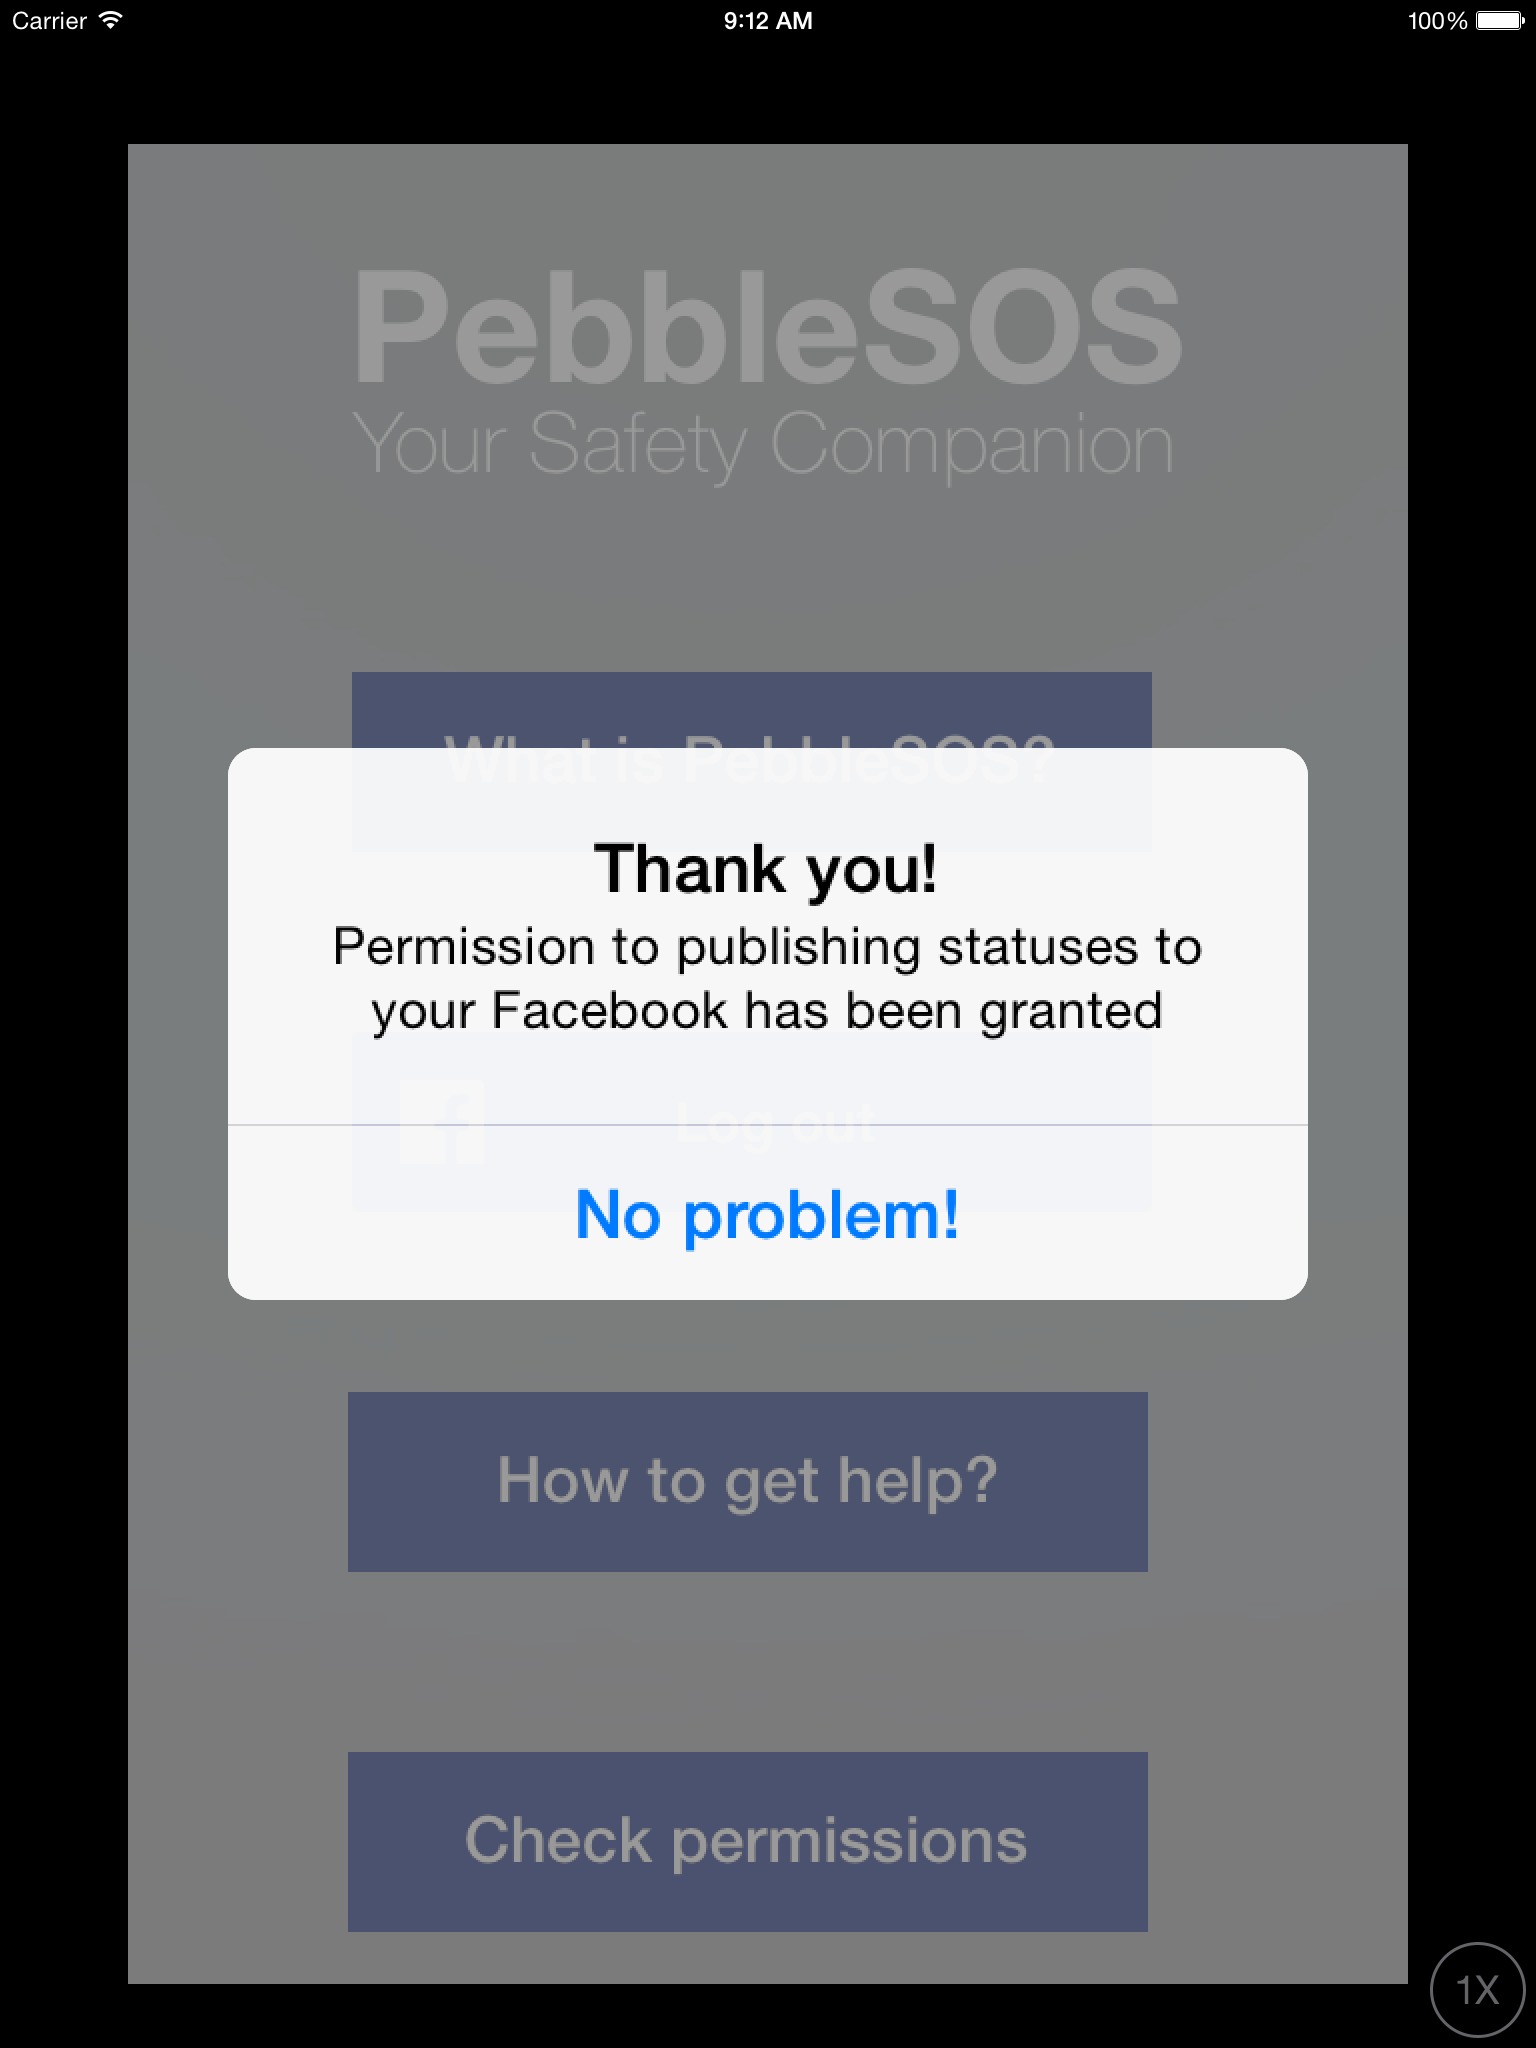 Carrier 9:12 AM 100%
PebbleSOS
Your Safety Companion
What is PebbleSOS?
Thank you!
Permission to publishing statuses to
your Facebook has been granted
Log out
No problem!
How to get help?
Check permissions
1X